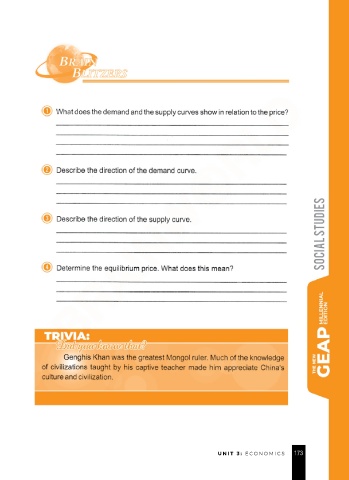 BRAIN
BLITZERS
1 What does the demand and the supply curves show in relation to the price?
2 Describe the direction of the demand curve.
3 Describe the direction of the supply curve.
4 Determine the equilibrium price. What does this mean?
TRIVIA:
Did you know that?
Genghis Khan was the greatest Mongol ruler. Much of the knowledge
of civilizations taught by his captive teacher made him appreciate China's
culture and civilization.
SOCIAL STUDIES
THE NEW
GEAP
MILLENNIAL
EDITION
UNIT 3: ECONOMICS 173